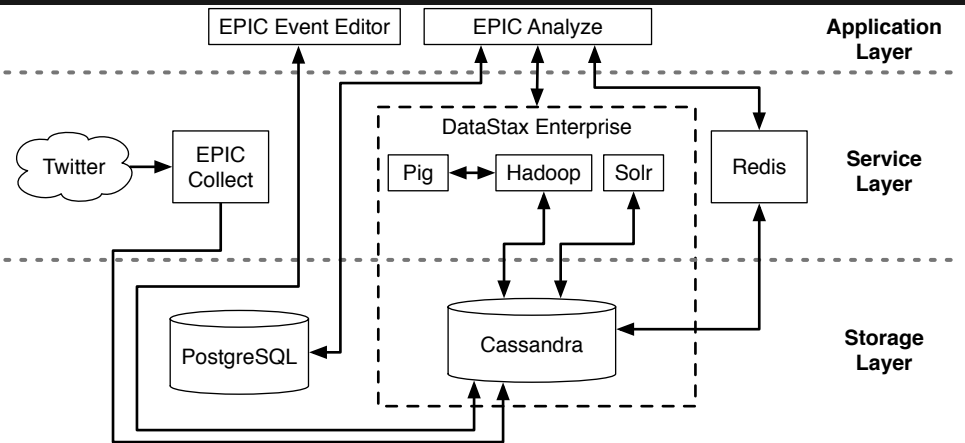 EPIC Event Editor
EPIC Analyze
Application
Layer
DataStax Enterprise
Twitter
EPIC
Collect
Pig
Hadoop
Solr
Redis
Service
Layer
PostgreSQL
Cassandra
Storage
Layer